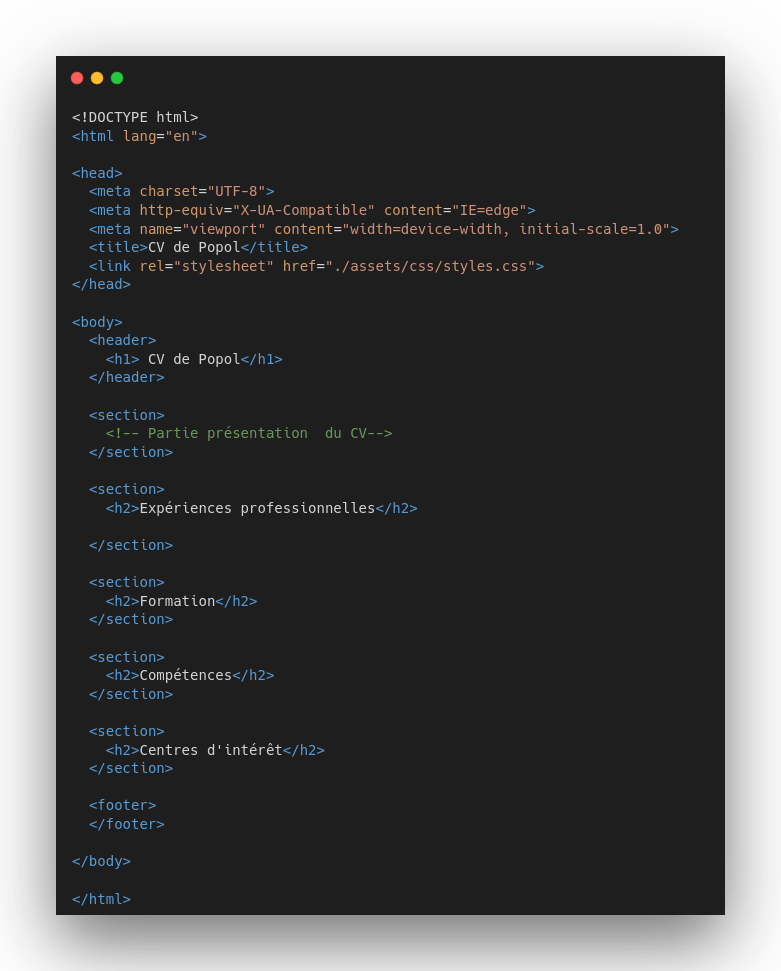 <!DOCTYPE html>
<html lang="en">
<head>
<meta charset="UTF-8">
<meta http-equiv="X-UA-Compatible" content="IE=edge">
<meta name="viewport" content="width=device-width, initial-scale=1.0">
<title>CV de Popol</title>
<link rel="stylesheet" href="./assets/css/styles.css">
</head>
<body>
<header>
<h1> CV de Popol</h1>
</header>
<section>
<!-- Partie présentation  du CV-->
</section>
<section>
<h2>Expériences professionnelles</h2>
</section>
<section>
<h2>Formation</h2>
</section>
<section>
<h2>Compétences</h2>
</section>
<section>
<h2>Centres d'intérêt</h2>
</section>
<footer>
</footer>
</body>
</html>